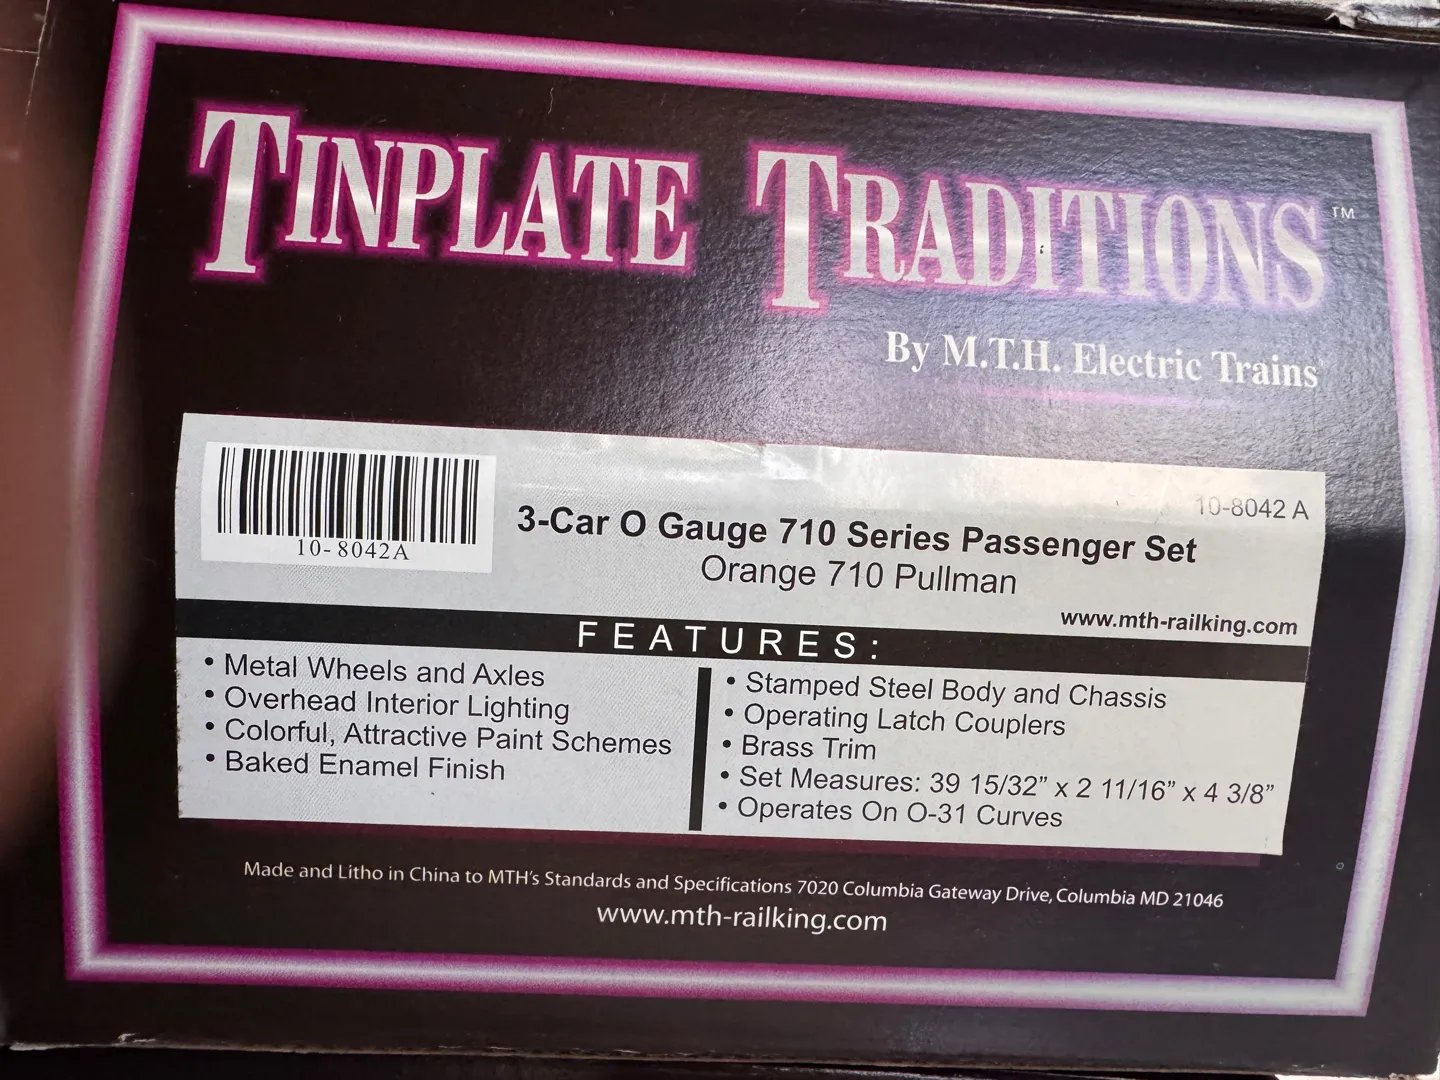 TINPLATE TRADITIONS™
By M.T.H. Electric Trains
10-8042A
10-8042 A
3-Car O Gauge 710 Series Passenger Set
Orange 710 Pullman
www.mth-railking.com
FEATURES:
• Metal Wheels and Axles
• Overhead Interior Lighting
• Colorful, Attractive Paint Schemes
• Baked Enamel Finish
• Stamped Steel Body and Chassis
• Operating Latch Couplers
• Brass Trim
• Set Measures: 39 15/32” x 2 11/16” x 4 3/8”
• Operates On O-31 Curves
Made and Litho in China to MTH's Standards and Specifications 7020 Columbia Gateway Drive, Columbia MD 21046
www.mth-railking.com